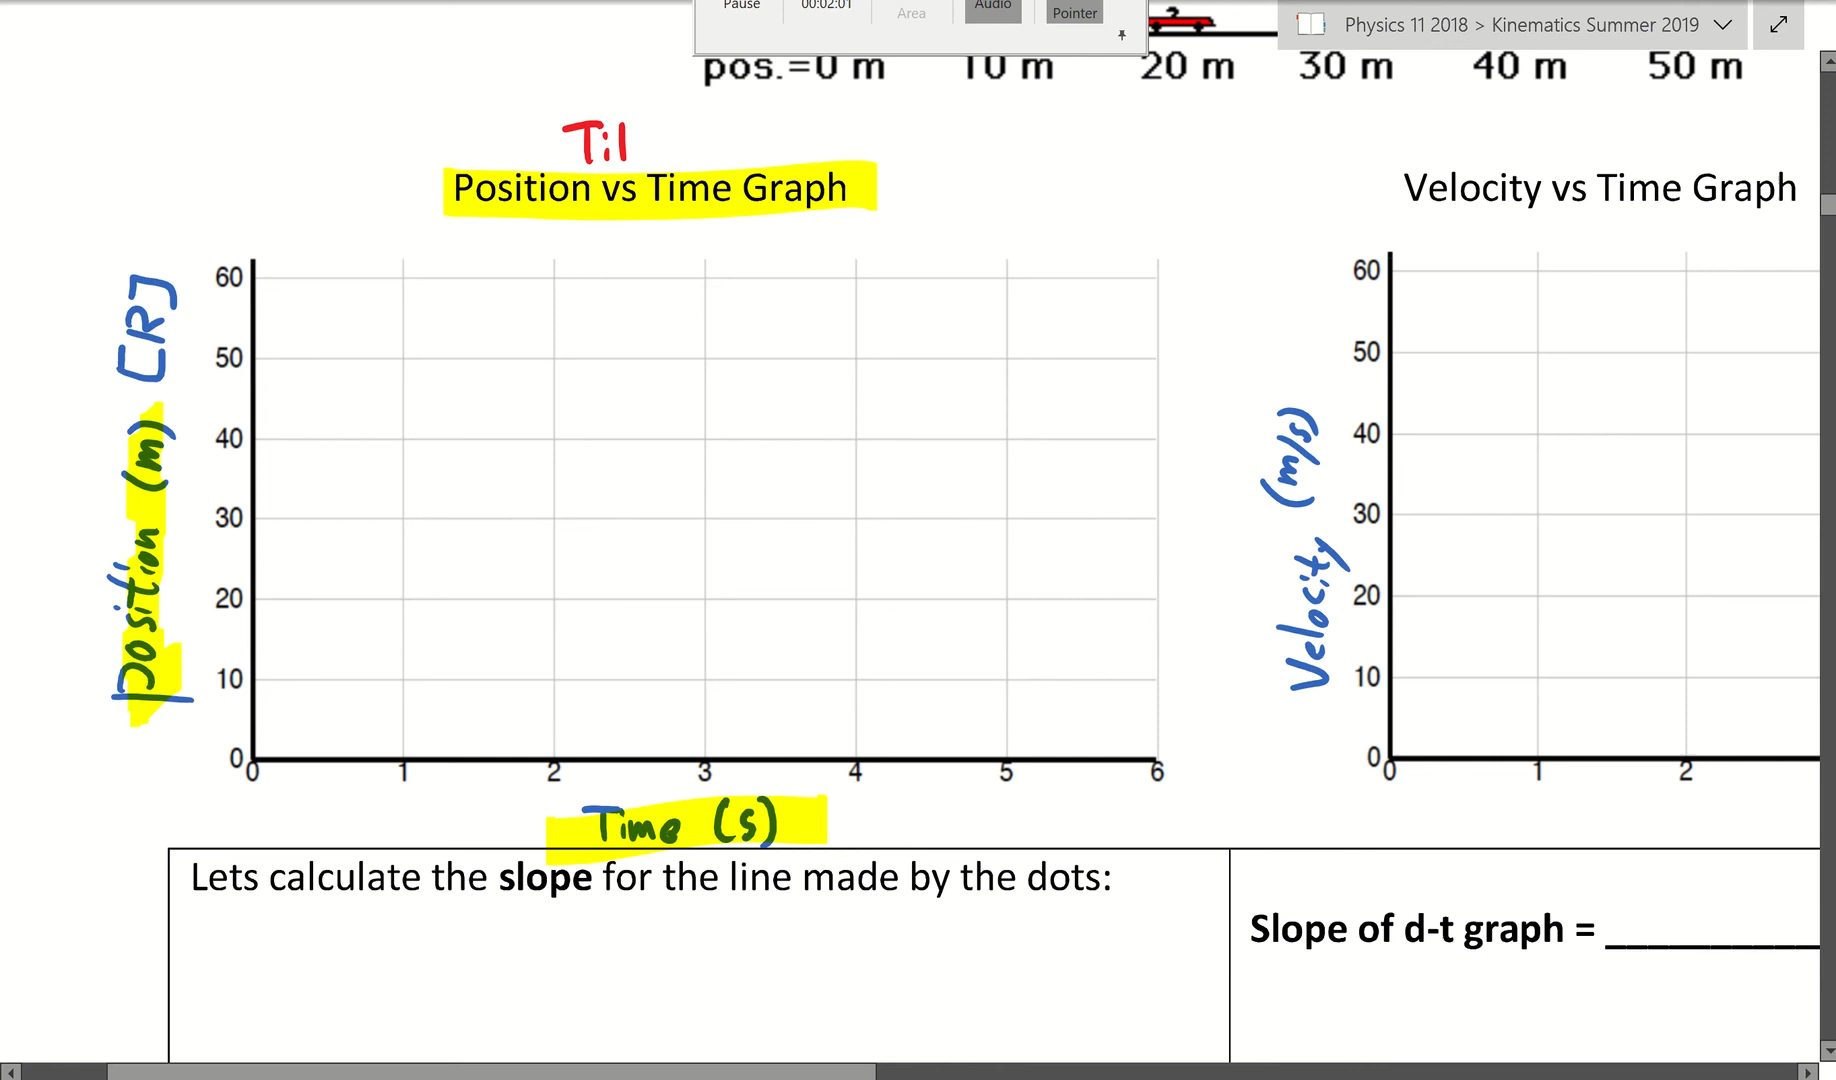 Pause
00:02:01
Area
Audio
Pointer
Physics 11 2018 > Kinematics Summer 2019
pos.=0 m 10 m 20 m 30 m 40 m 50 m
Til
Position vs Time Graph
Velocity vs Time Graph
position (m) [R]
60
50
40
30
20
10
0
0 1 2 3 4 5 6
Time (s)
Velocity (m/s)
60
50
40
30
20
10
0
0 1 2
Lets calculate the slope for the line made by the dots:
Slope of d-t graph = __________